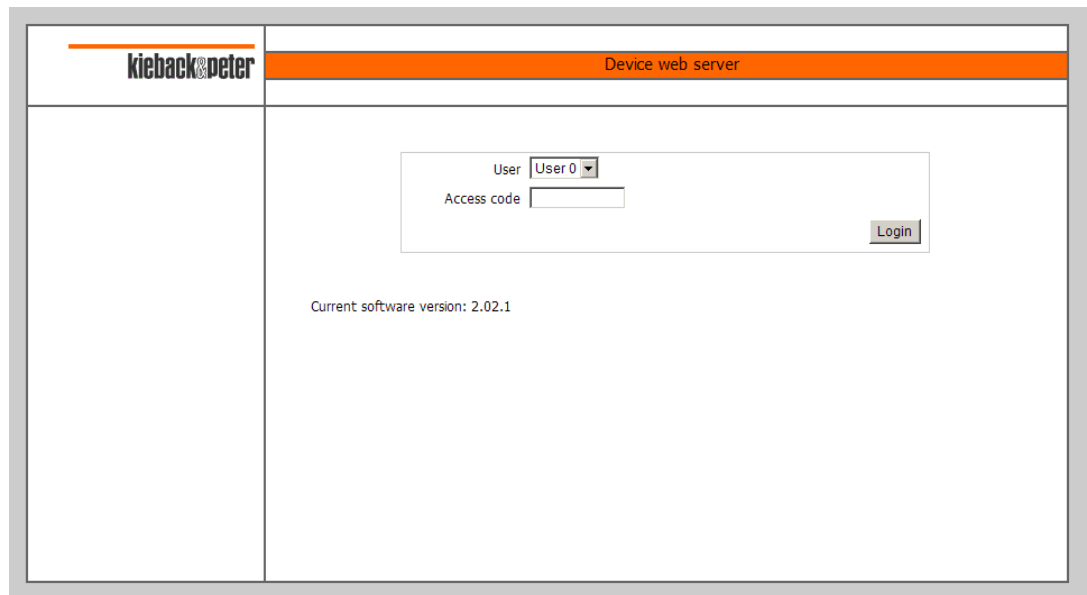 kieback&peter
Device web server
User User 0
Access code
Login
Current software version: 2.02.1